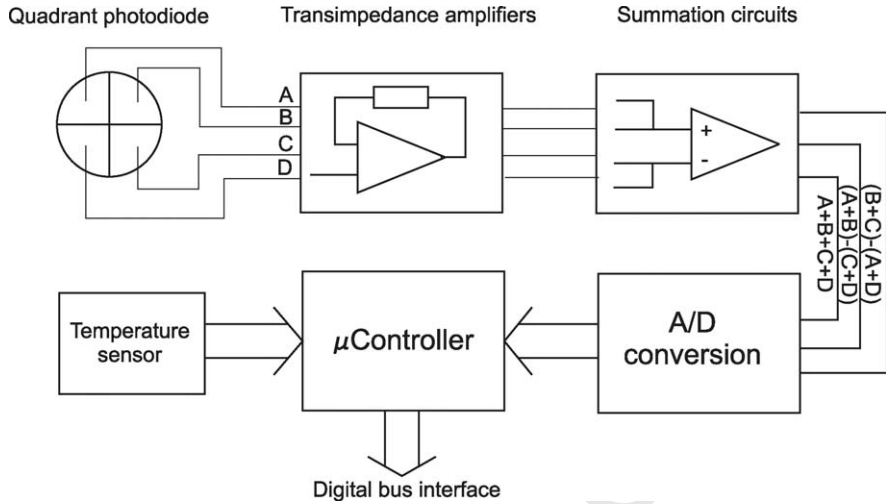 Quadrant photodiode
Transimpedance amplifiers
Summation circuits
A
B
C
D
+
-
(B+C)-(A+D)
(A+B)-(C+D)
A+B+C+D
Temperature
sensor
µController
A/D
conversion
Digital bus interface